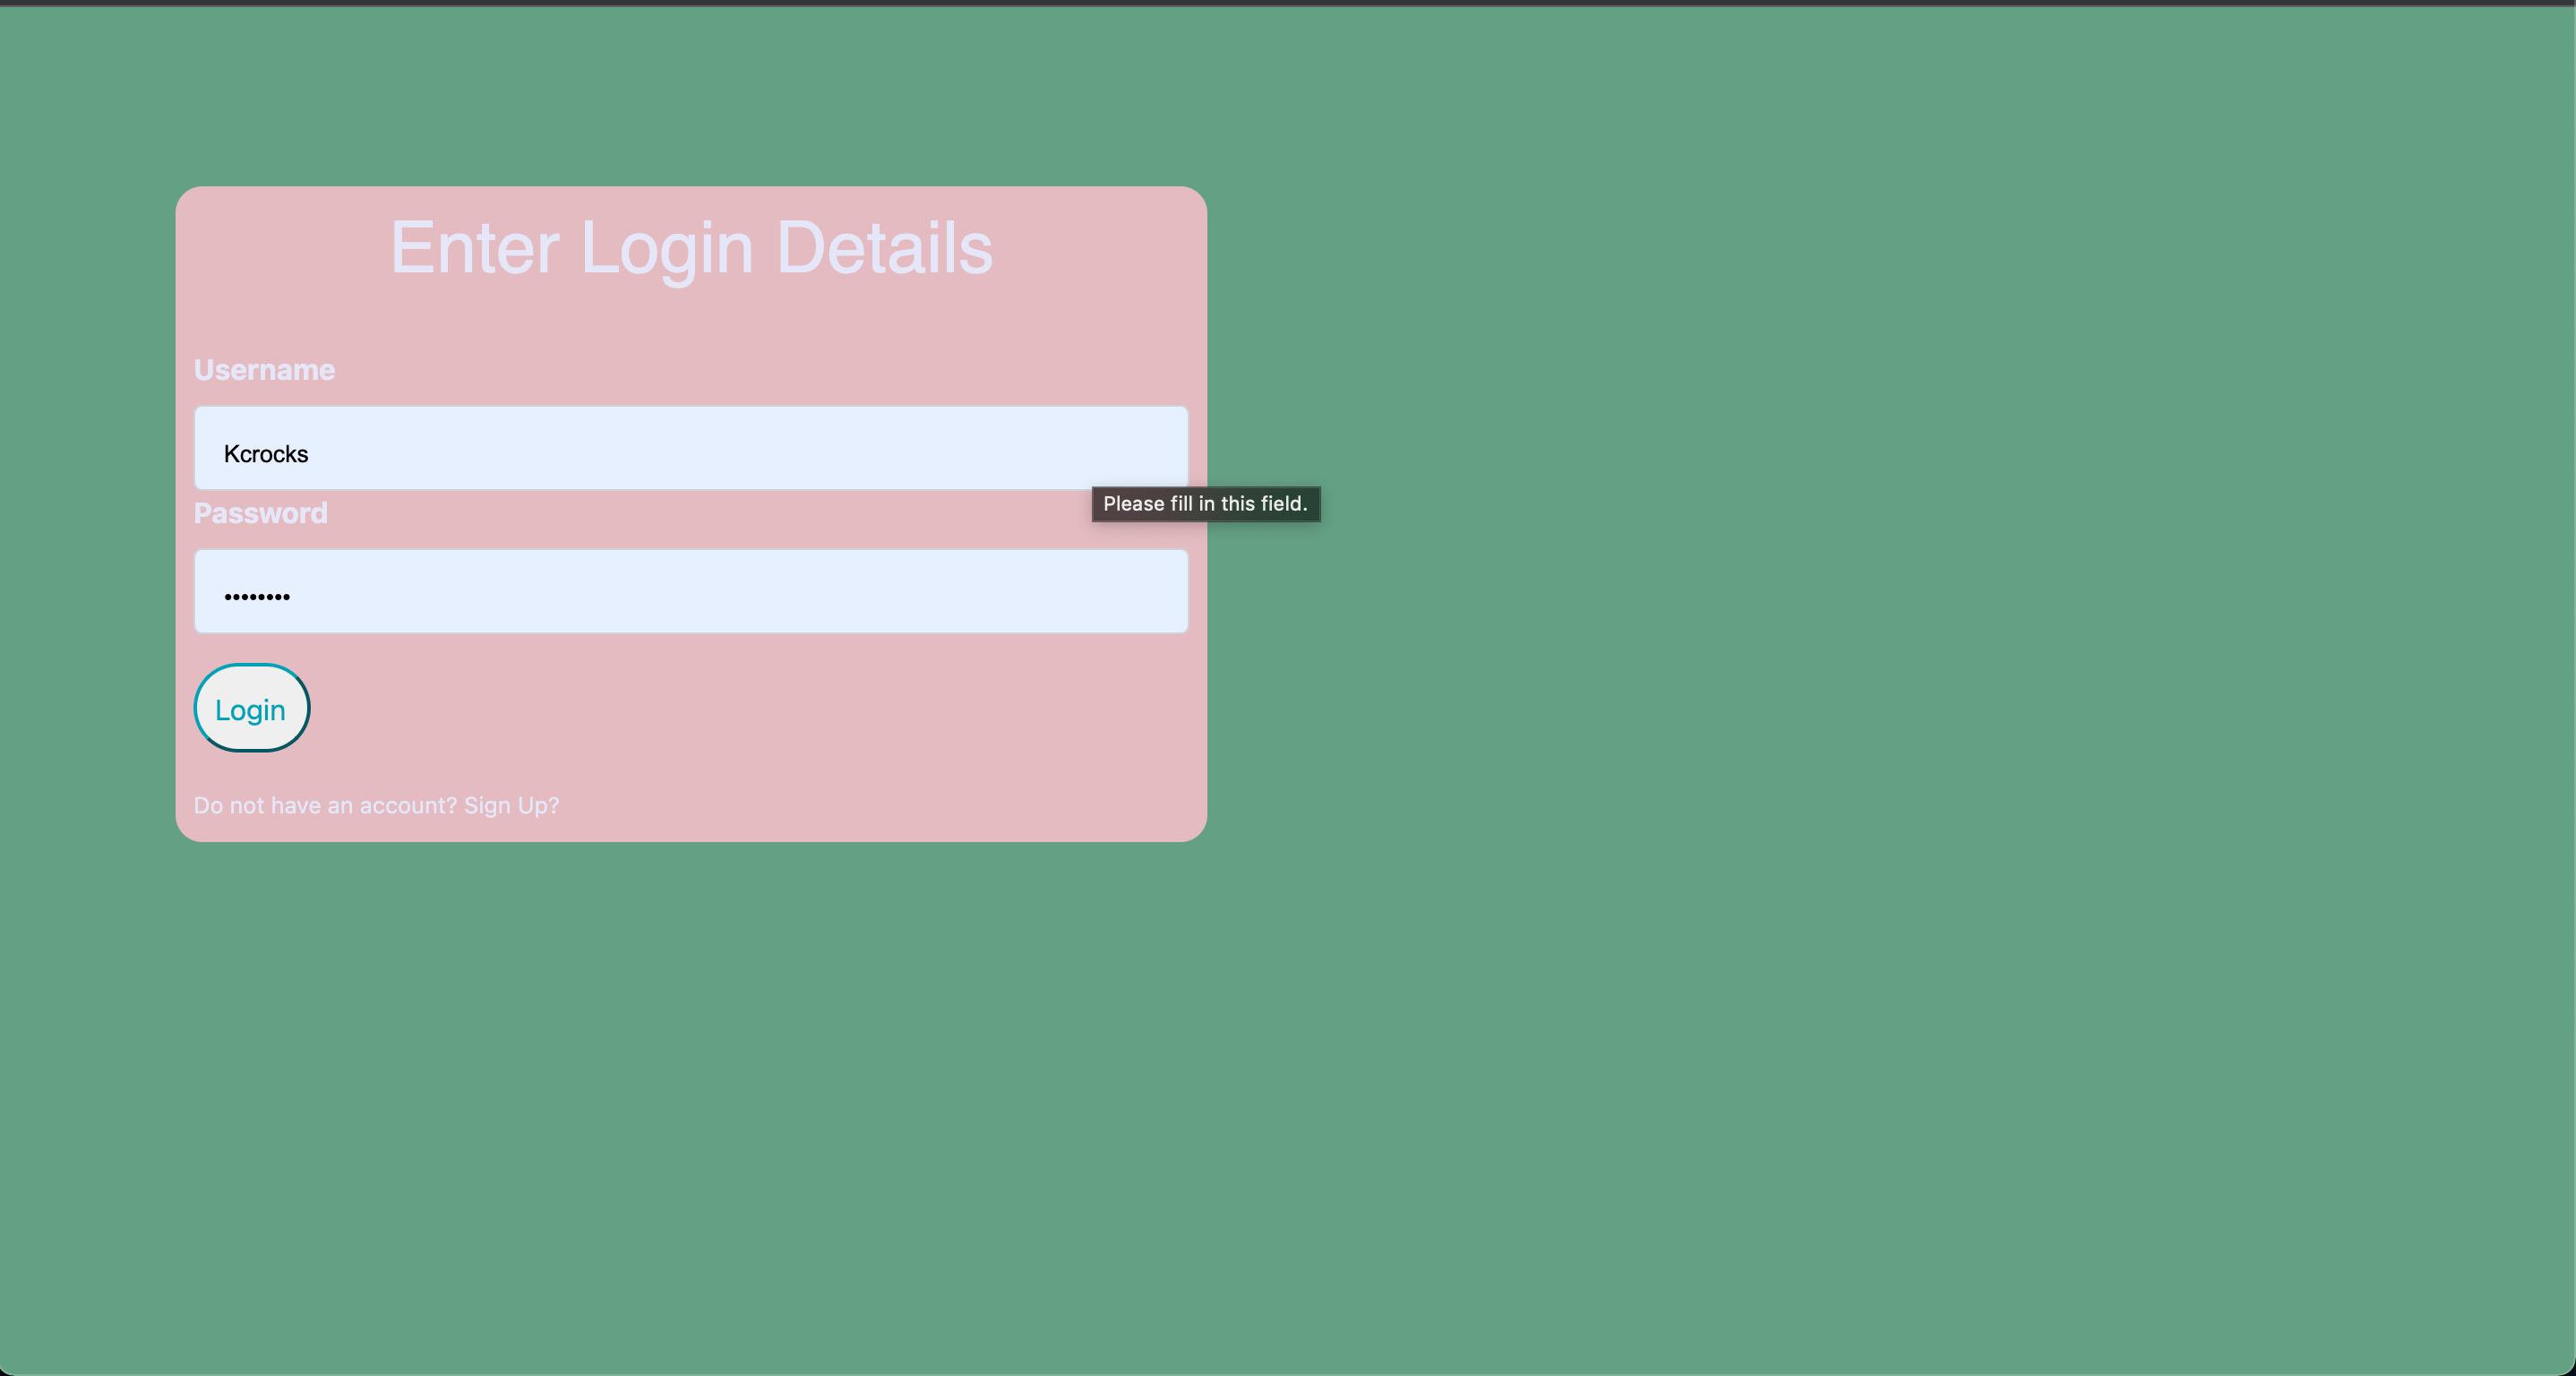 Enter Login Details
Username
Kcrocks
Please fill in this field.
Password
••••••••
Login
Do not have an account? Sign Up?